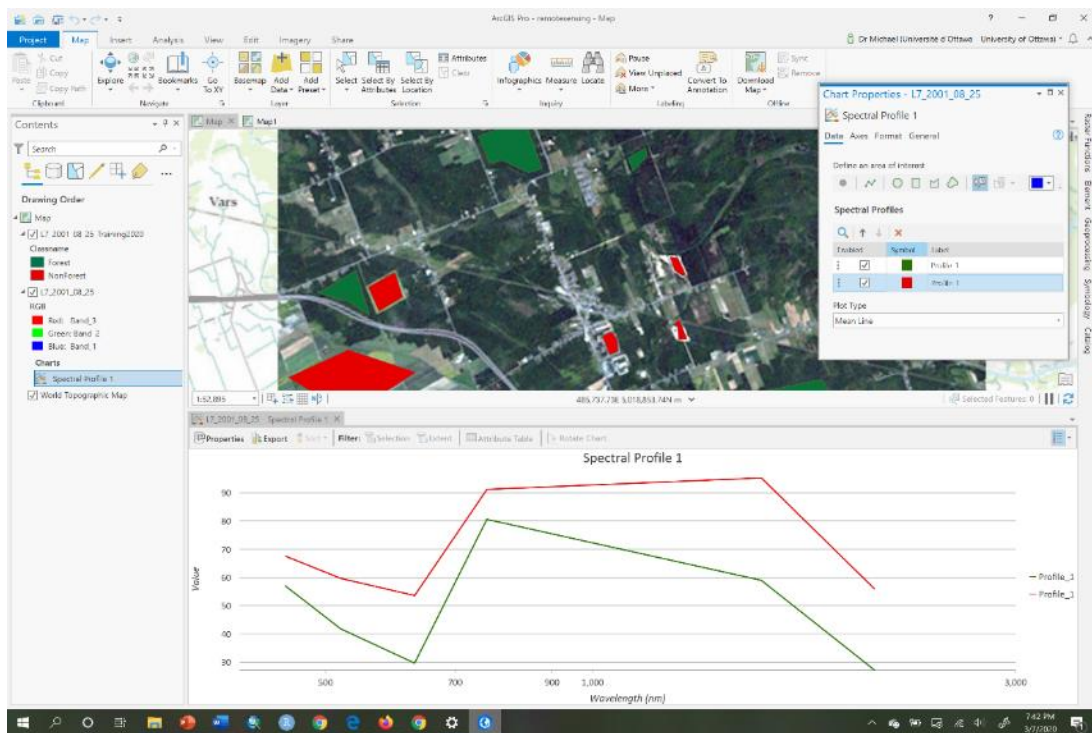 ArcGIS Pro - remotesensing - Map
Project Map Insert Analysis View Edit Imagery Share
Dr Michael (Université d'Ottawa University of Ottawa)
Cut
Copy
Copy Path
Paste
Clipboard
Explore Bookmarks Go To XY
Navigate
Basemap Add Data Add Preset
Layer
Select Select By Attributes Select By Location
Attributes
Clear
Selection
Infographics Measure Locate
Inquiry
Pause
View Unplaced
More
Convert To Annotation
Labeling
Download Map
Sync
Remove
Offline
Contents
Search
Drawing Order
Map
L7_2001_08_25_Training2020
Classname
Forest
NonForest
L7_2001_08_25
RGB
Red: Band_3
Green: Band_2
Blue: Band_1
Charts
Spectral Profile 1
World Topographic Map
Map Map1
Vars
1:52,895
Selected Features: 0
Chart Properties - L7_2001_08_25
Spectral Profile 1
Data Axes Format General
Define an area of interest
Spectral Profiles
Enabled Symbol Label
Profile 1
Profile 1
Plot Type
Mean Line
Raster Functions Element Geoprocessing Symbology Catalog
L7_2001_08_25 - Spectral Profile 1
Properties Export Sort Filter: Selection Extent Attribute Table Rotate Chart
Spectral Profile 1
90
80
70
60
50
40
30
Value
500 700 900 1,000 3,000
Wavelength (nm)
Profile_1
Profile_1
7:42 PM
3/7/2020